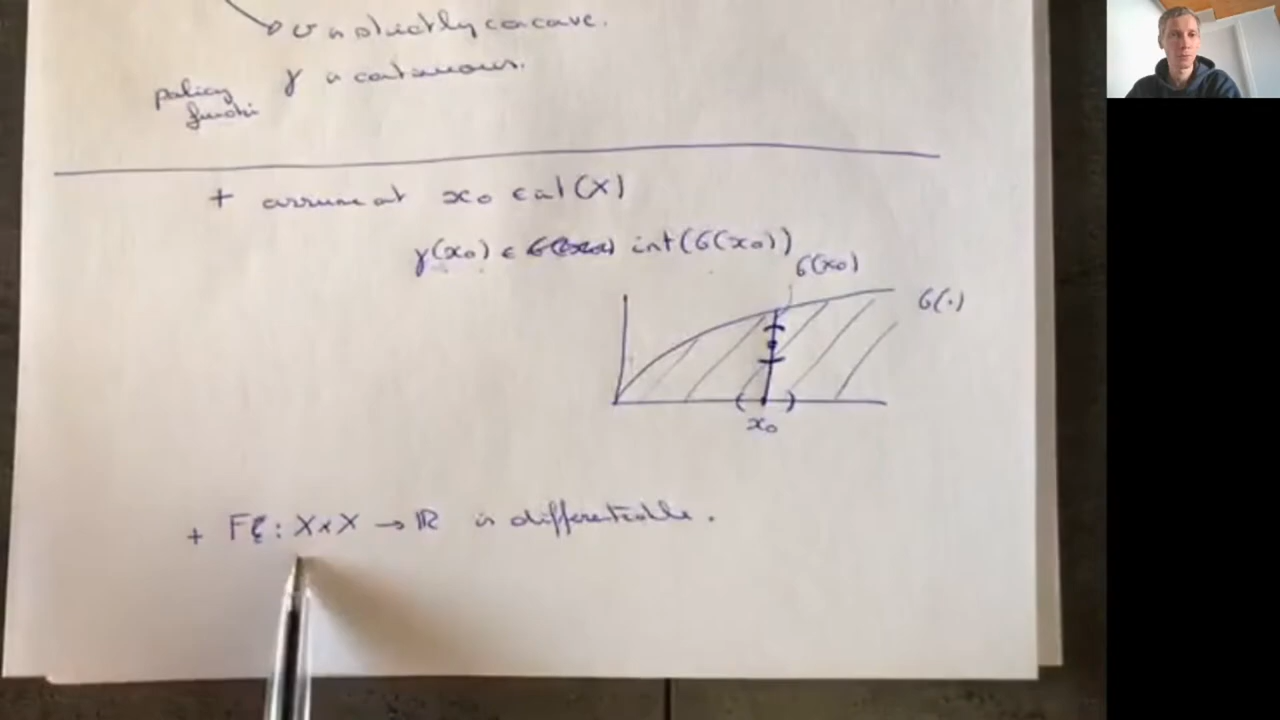 v is strictly concave.
policy γ is continuous.
function
+ assume at x₀ ∈ int(X)
γ(x₀) ∈ int(G(x₀))
G(x₀)
G(·)
x₀
+ F : X×X → ℝ is differentiable.